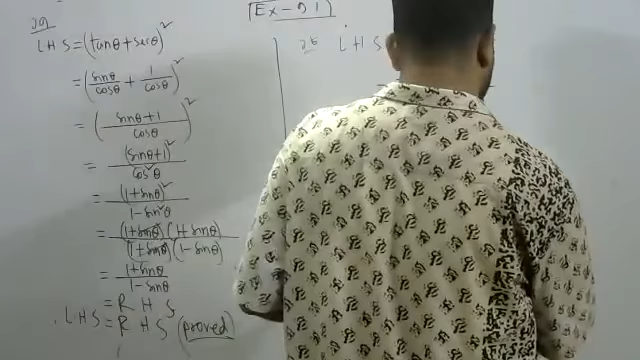 Ex-9.1
29
LHS=(tanθ+secθ)²
=(sinθ/cosθ + 1/cosθ)²
=(sinθ+1/cosθ)²
=(sinθ+1)²/cos²θ
=(1+sinθ)²/1-sin²θ
=(1+sinθ)(1+sinθ)/(1+sinθ)(1-sinθ)
=1+sinθ/1-sinθ
=RHS
LHS=RHS (proved)
LHS